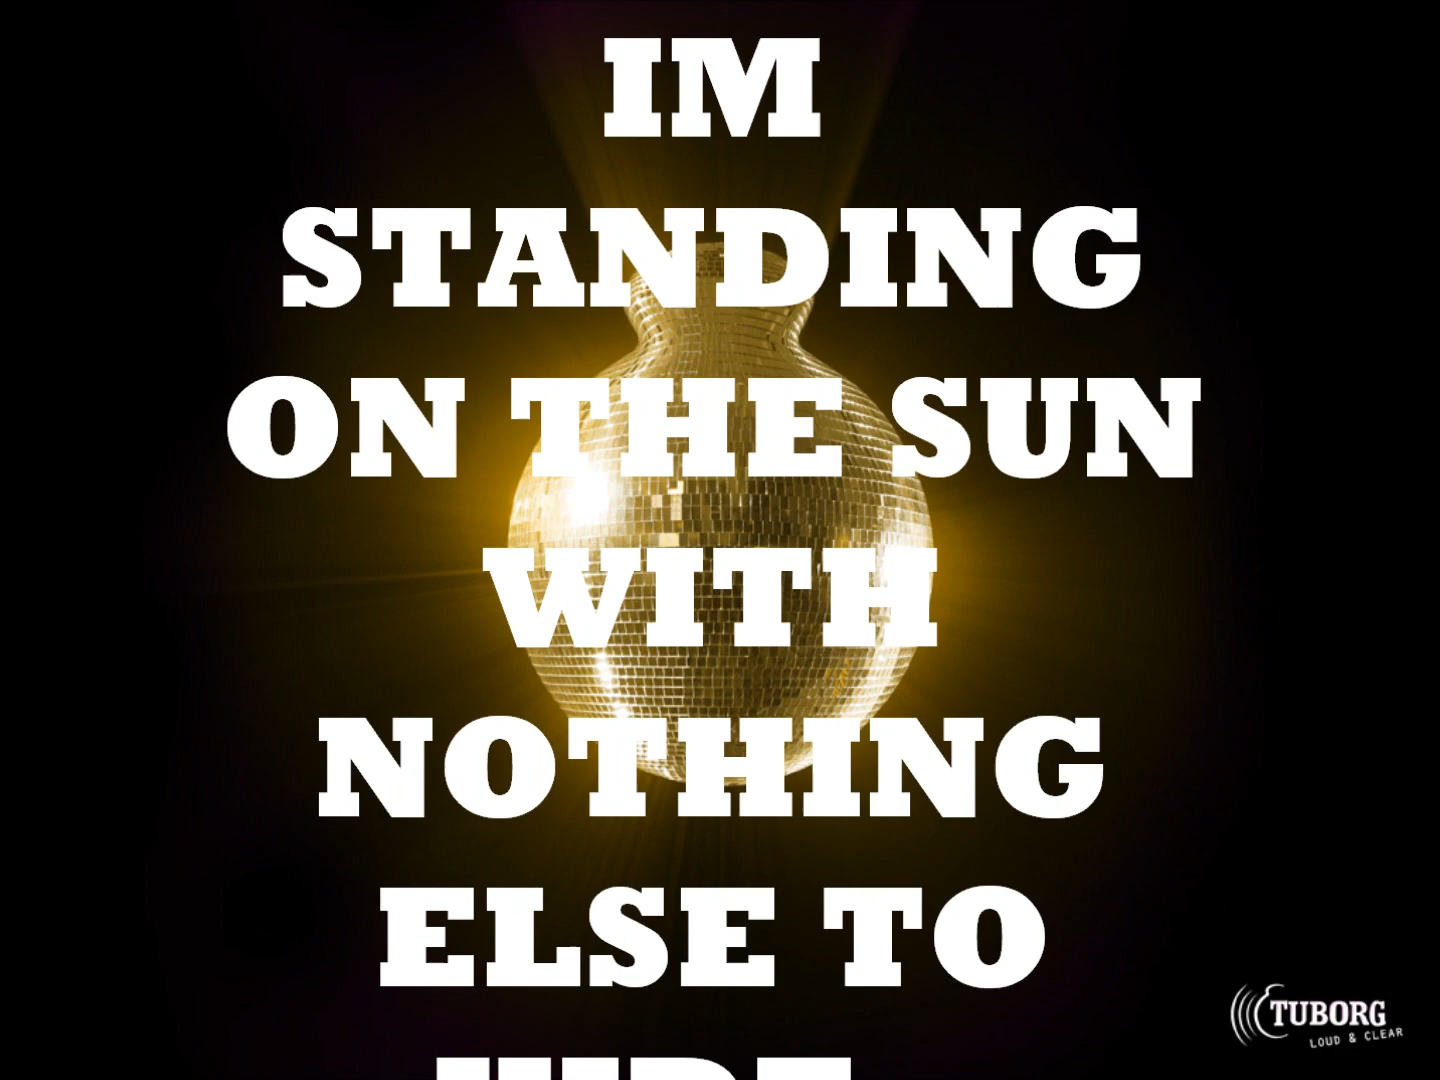 IM
STANDING
ON THE SUN
WITH
NOTHING
ELSE TO
TUBORG
LOUD & CLEAR